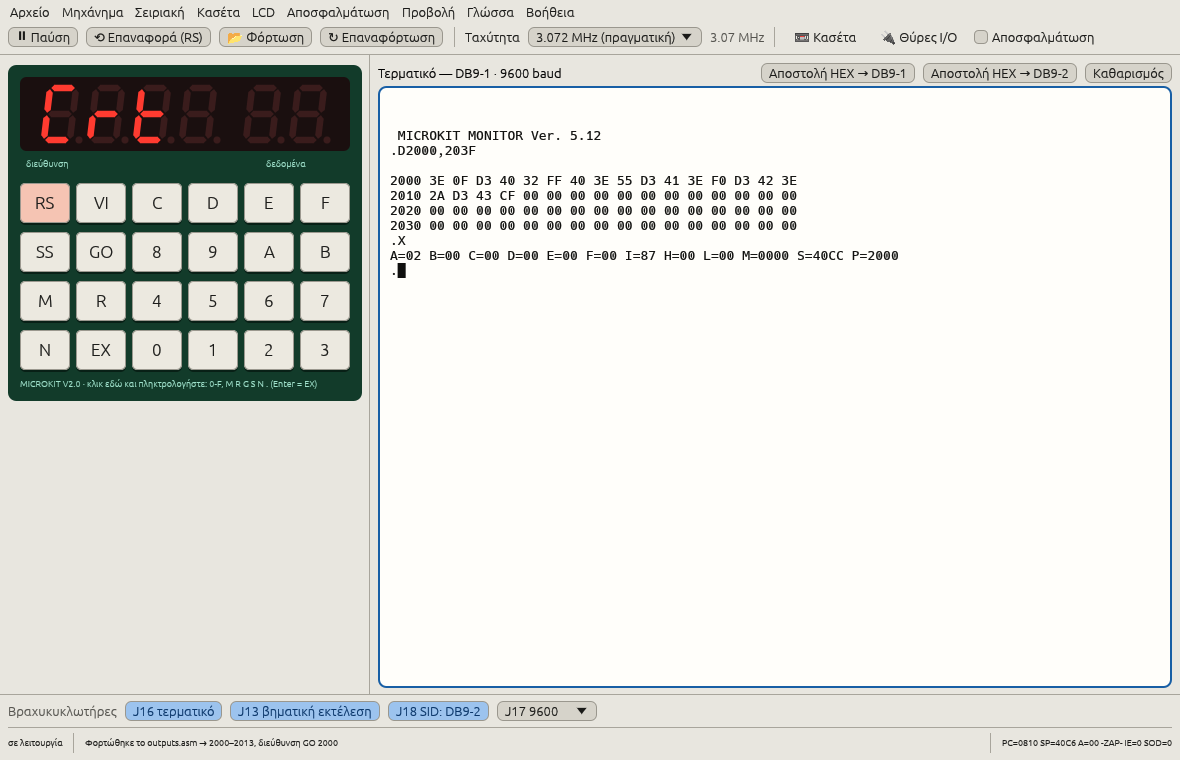 Αρχείο Μηχάνημα Σειριακή Κασέτα LCD Αποσφαλμάτωση Προβολή Γλώσσα Βοήθεια
⏸ Παύση ⟲ Επαναφορά (RS) 📂 Φόρτωση ↻ Επαναφόρτωση Ταχύτητα 3.072 MHz (πραγματική) 3.07 MHz 📼 Κασέτα 🔌 Θύρες I/O Αποσφαλμάτωση
Crt
διεύθυνση δεδομένα
RS VI C D E F
SS GO 8 9 A B
M R 4 5 6 7
N EX 0 1 2 3
MICROKIT V2.0 · κλικ εδώ και πληκτρολογήστε: 0-F, M R G S N . (Enter = EX)
Τερματικό — DB9-1 · 9600 baud Αποστολή HEX → DB9-1 Αποστολή HEX → DB9-2 Καθαρισμός
MICROKIT MONITOR Ver. 5.12
.D2000,203F
2000 3E 0F D3 40 32 FF 40 3E 55 D3 41 3E F0 D3 42 3E
2010 2A D3 43 CF 00 00 00 00 00 00 00 00 00 00 00 00
2020 00 00 00 00 00 00 00 00 00 00 00 00 00 00 00 00
2030 00 00 00 00 00 00 00 00 00 00 00 00 00 00 00 00
.X
A=02 B=00 C=00 D=00 E=00 F=00 I=87 H=00 L=00 M=0000 S=40CC P=2000
.
Βραχυκυκλωτήρες J16 τερματικό J13 βηματική εκτέλεση J18 SID: DB9-2 J17 9600
σε λειτουργία Φορτώθηκε το outputs.asm → 2000–2013, διεύθυνση GO 2000 PC=0810 SP=40C6 A=00 -ZAP- IE=0 SOD=0